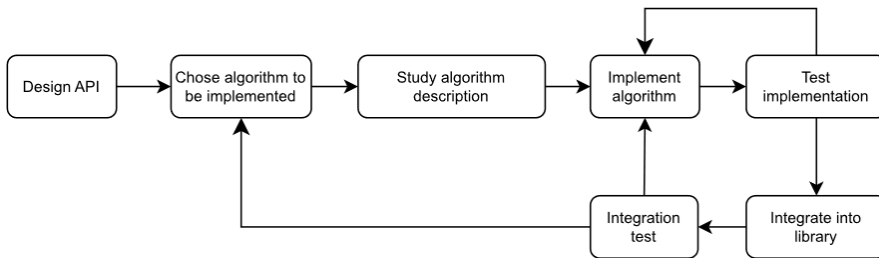 Design API
Chose algorithm to
be implemented
Study algorithm
description
Implement
algorithm
Test
implementation
Integration
test
Integrate into
library